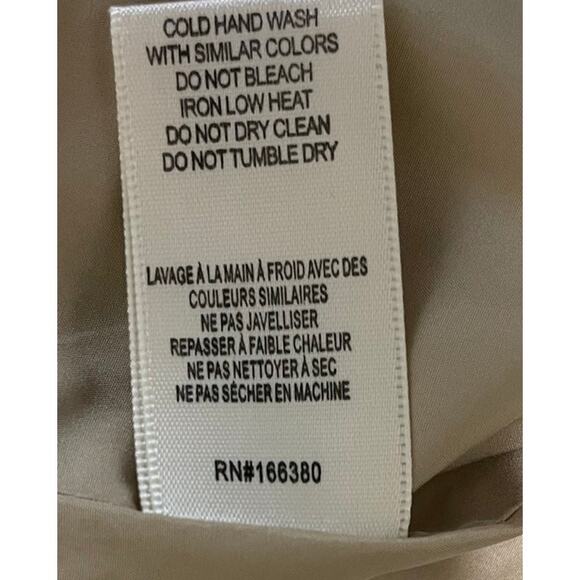 COLD HAND WASH
WITH SIMILAR COLORS
DO NOT BLEACH
IRON LOW HEAT
DO NOT DRY CLEAN
DO NOT TUMBLE DRY
LAVAGE À LA MAIN À FROID AVEC DES
COULEURS SIMILAIRES
NE PAS JAVELLISER
REPASSER À FAIBLE CHALEUR
NE PAS NETTOYER À SEC
NE PAS SÉCHER EN MACHINE
RN#166380